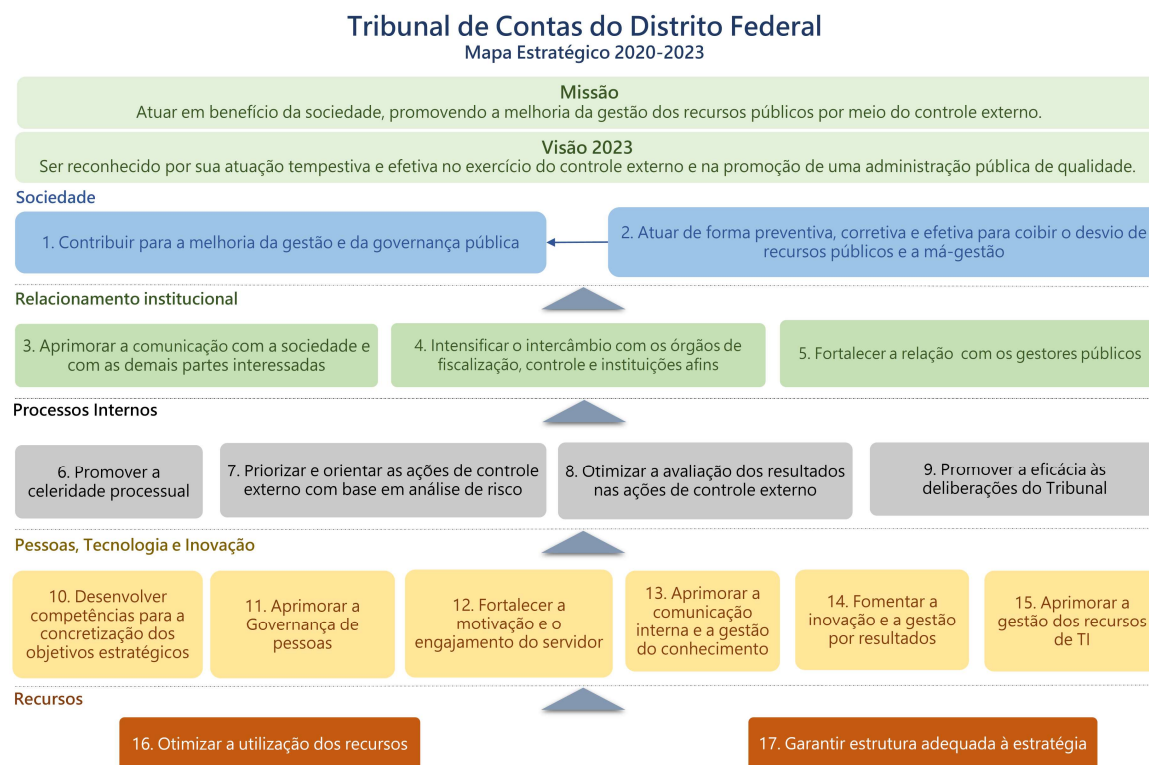 Tribunal de Contas do Distrito Federal
Mapa Estratégico 2020-2023
Missão
Atuar em benefício da sociedade, promovendo a melhoria da gestão dos recursos públicos por meio do controle externo.
Visão 2023
Ser reconhecido por sua atuação tempestiva e efetiva no exercício do controle externo e na promoção de uma administração pública de qualidade.
Sociedade
1. Contribuir para a melhoria da gestão e da governança pública
2. Atuar de forma preventiva, corretiva e efetiva para coibir o desvio de
recursos públicos e a má-gestão
Relacionamento institucional
3. Aprimorar a comunicação com a sociedade e
com as demais partes interessadas
4. Intensificar o intercâmbio com os órgãos de
fiscalização, controle e instituições afins
5. Fortalecer a relação com os gestores públicos
Processos Internos
6. Promover a
celeridade processual
7. Priorizar e orientar as ações de controle
externo com base em análise de risco
8. Otimizar a avaliação dos resultados
nas ações de controle externo
9. Promover a eficácia às
deliberações do Tribunal
Pessoas, Tecnologia e Inovação
10. Desenvolver
competências para a
concretização dos
objetivos estratégicos
11. Aprimorar a
Governança de
pessoas
12. Fortalecer a
motivação e o
engajamento do servidor
13. Aprimorar a
comunicação
interna e a gestão
do conhecimento
14. Fomentar a
inovação e a gestão
por resultados
15. Aprimorar a
gestão dos recursos
de TI
Recursos
16. Otimizar a utilização dos recursos
17. Garantir estrutura adequada à estratégia